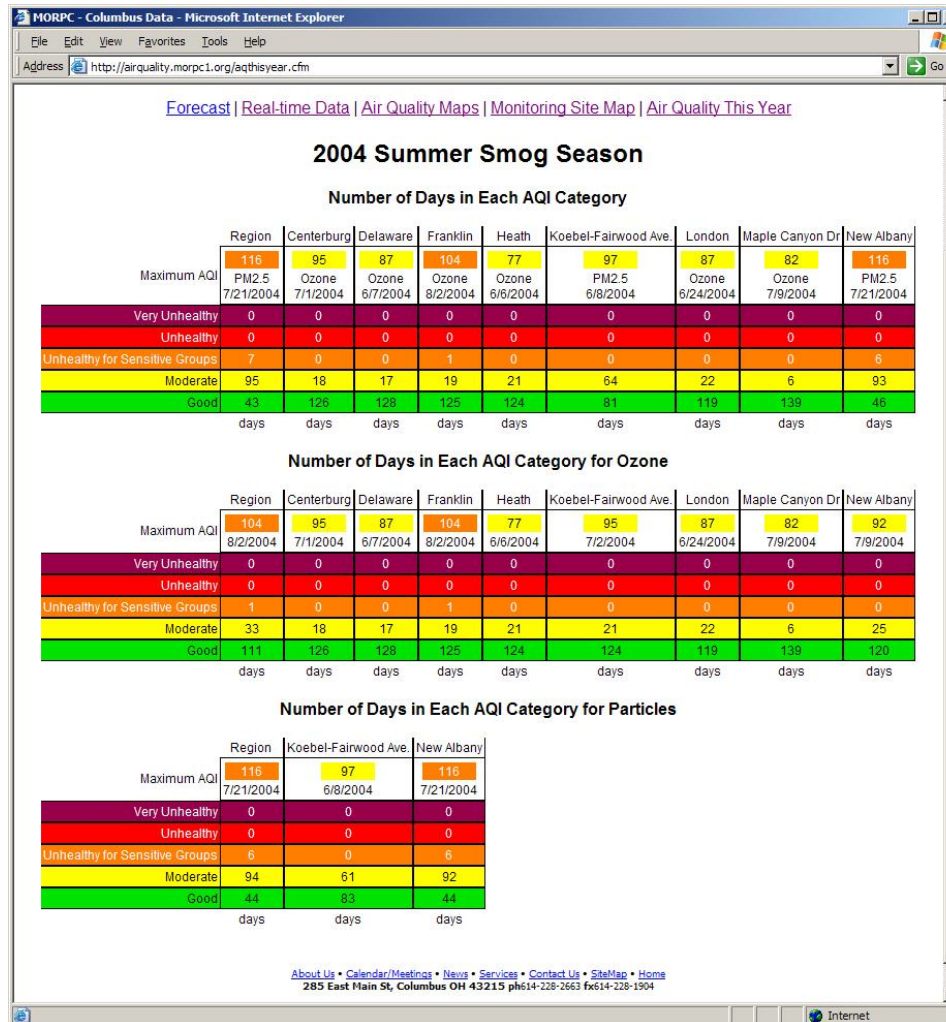 MORPC - Columbus Data - Microsoft Internet Explorer
File Edit View Favorites Tools Help
Address http://airquality.morpc1.org/aqthisyear.cfm Go
Forecast | Real-time Data | Air Quality Maps | Monitoring Site Map | Air Quality This Year
2004 Summer Smog Season
Number of Days in Each AQI Category
Region Centerburg Delaware Franklin Heath Koebel-Fairwood Ave. London Maple Canyon Dr New Albany
Maximum AQI 116 95 87 104 77 97 87 82 116
PM2.5 Ozone Ozone Ozone Ozone PM2.5 Ozone Ozone PM2.5
7/21/2004 7/1/2004 6/7/2004 8/2/2004 6/6/2004 6/8/2004 6/24/2004 7/9/2004 7/21/2004
Very Unhealthy 0 0 0 0 0 0 0 0 0
Unhealthy 0 0 0 0 0 0 0 0 0
Unhealthy for Sensitive Groups 7 0 0 1 0 0 0 0 6
Moderate 95 18 17 19 21 64 22 6 93
Good 43 126 128 125 124 81 119 139 46
days days days days days days days days days
Number of Days in Each AQI Category for Ozone
Region Centerburg Delaware Franklin Heath Koebel-Fairwood Ave. London Maple Canyon Dr New Albany
Maximum AQI 104 95 87 104 77 95 87 82 92
8/2/2004 7/1/2004 6/7/2004 8/2/2004 6/6/2004 7/2/2004 6/24/2004 7/9/2004 7/9/2004
Very Unhealthy 0 0 0 0 0 0 0 0 0
Unhealthy 0 0 0 0 0 0 0 0 0
Unhealthy for Sensitive Groups 1 0 0 1 0 0 0 0 0
Moderate 33 18 17 19 21 21 22 6 25
Good 111 126 128 125 124 124 119 139 120
days days days days days days days days days
Number of Days in Each AQI Category for Particles
Region Koebel-Fairwood Ave. New Albany
Maximum AQI 116 97 116
7/21/2004 6/8/2004 7/21/2004
Very Unhealthy 0 0 0
Unhealthy 0 0 0
Unhealthy for Sensitive Groups 6 0 6
Moderate 94 61 92
Good 44 83 44
days days days
About Us • Calendar/Meetings • News • Services • Contact Us • SiteMap • Home
285 East Main St, Columbus OH 43215 ph614-228-2663 fx614-228-1904
Internet